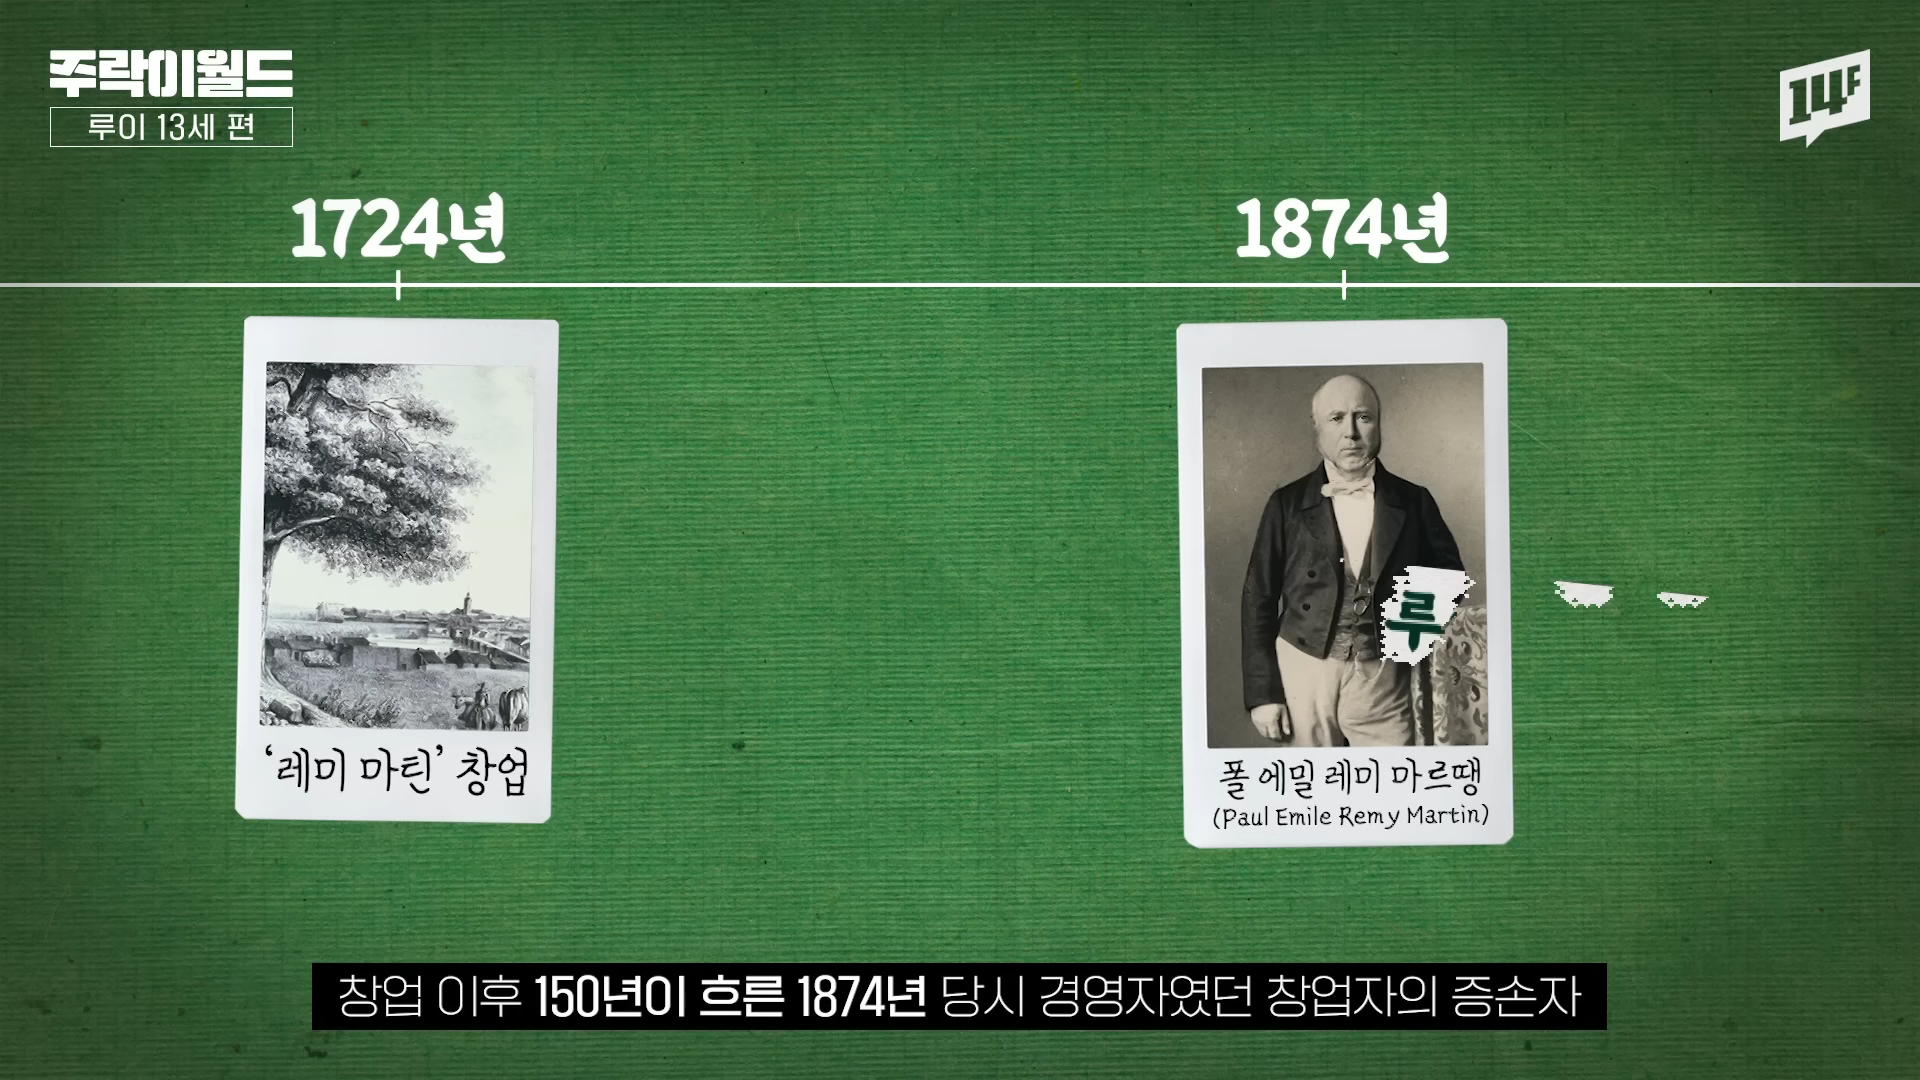 주락이월드
루이 13세 편
14F
1724년
1874년
루
‘레미 마틴’ 창업
폴 에밀 레미 마르땡
(Paul Emile Remy Martin)
창업 이후 150년이 흐른 1874년 당시 경영자였던 창업자의 증손자